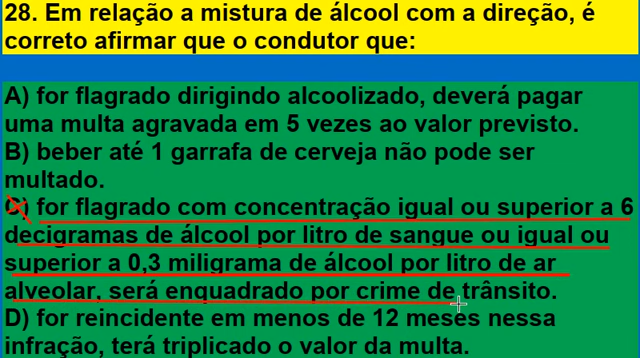 28. Em relação a mistura de álcool com a direção, é
correto afirmar que o condutor que:
A) for flagrado dirigindo alcoolizado, deverá pagar
uma multa agravada em 5 vezes ao valor previsto.
B) beber até 1 garrafa de cerveja não pode ser
multado.
C) for flagrado com concentração igual ou superior a 6
decigramas de álcool por litro de sangue ou igual ou
superior a 0,3 miligrama de álcool por litro de ar
alveolar, será enquadrado por crime de trânsito.
D) for reincidente em menos de 12 meses nessa
infração, terá triplicado o valor da multa.